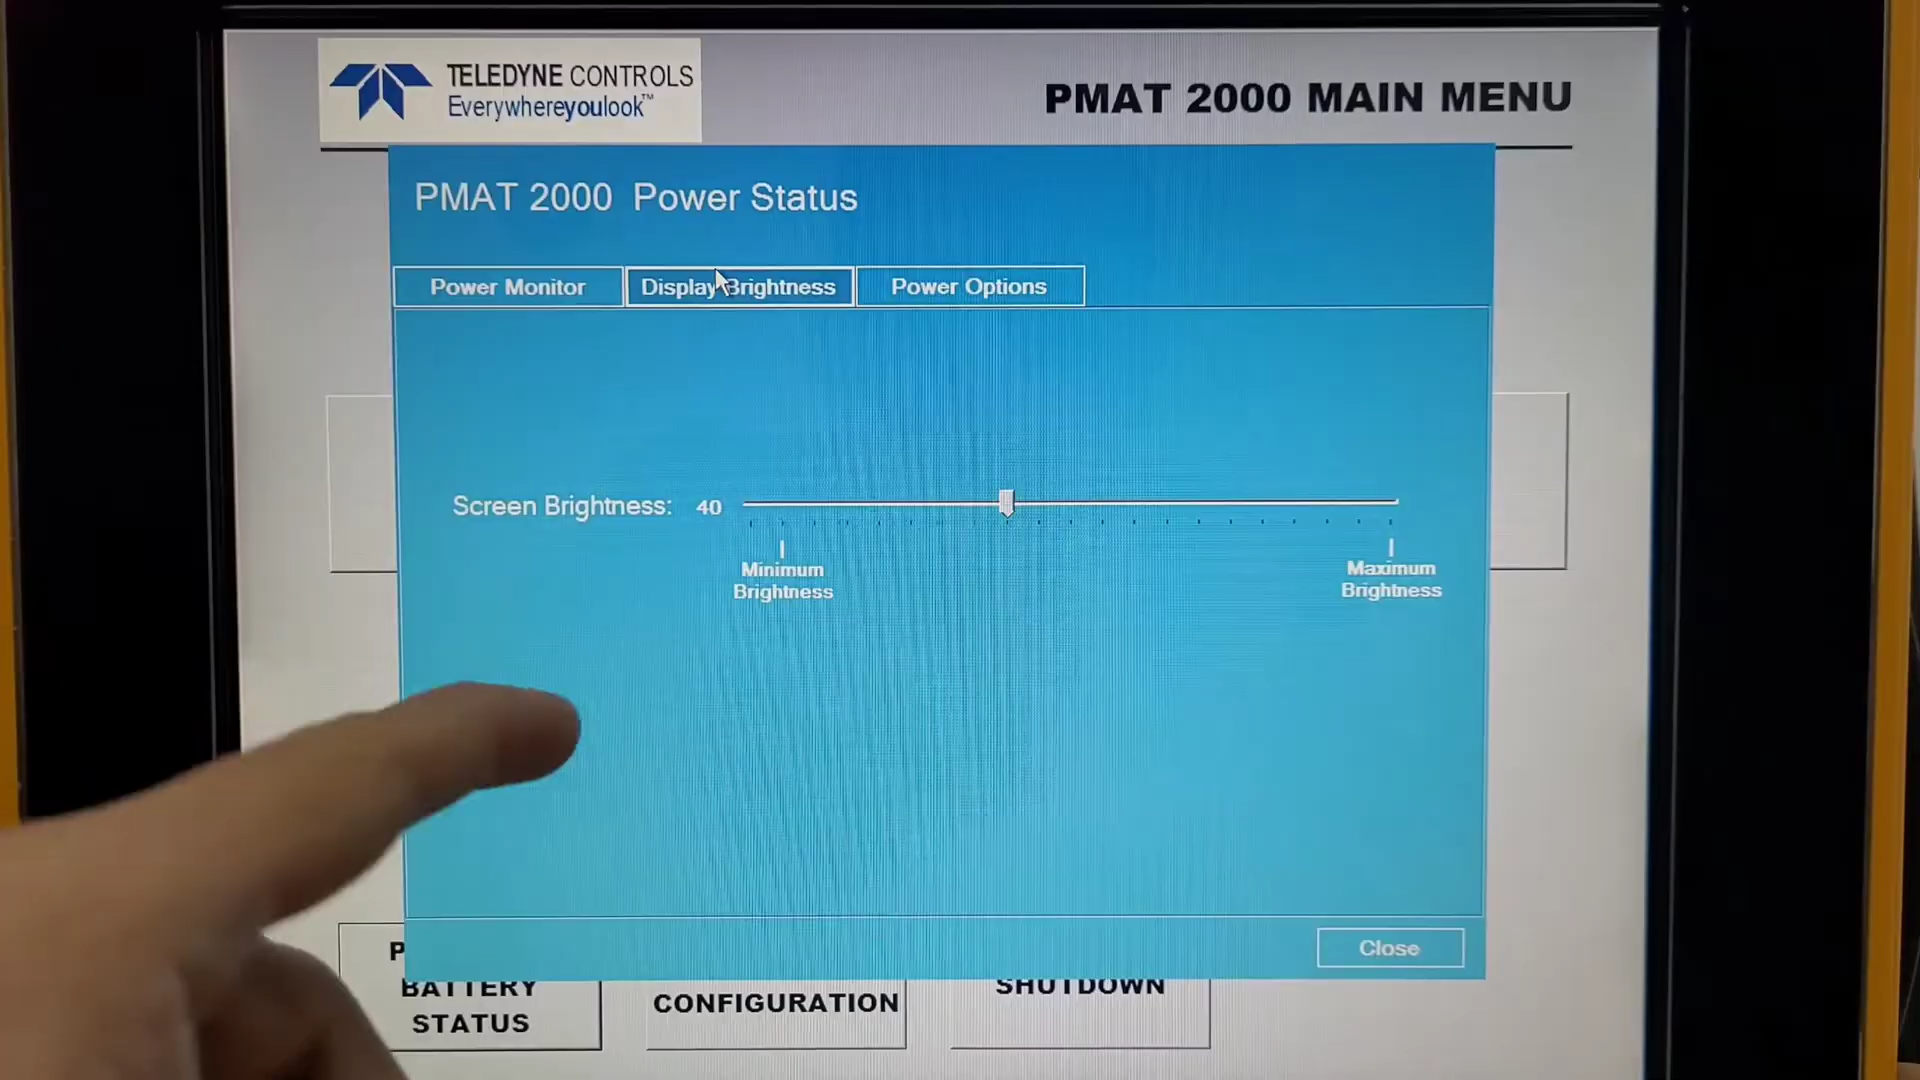 TELEDYNE CONTROLS
Everywhereyoulook™
PMAT 2000 MAIN MENU
PMAT 2000 Power Status
Power Monitor
Display Brightness
Power Options
Screen Brightness: 40
Minimum
Brightness
Maximum
Brightness
Close
P
BATTERY
STATUS
CONFIGURATION
SHUTDOWN